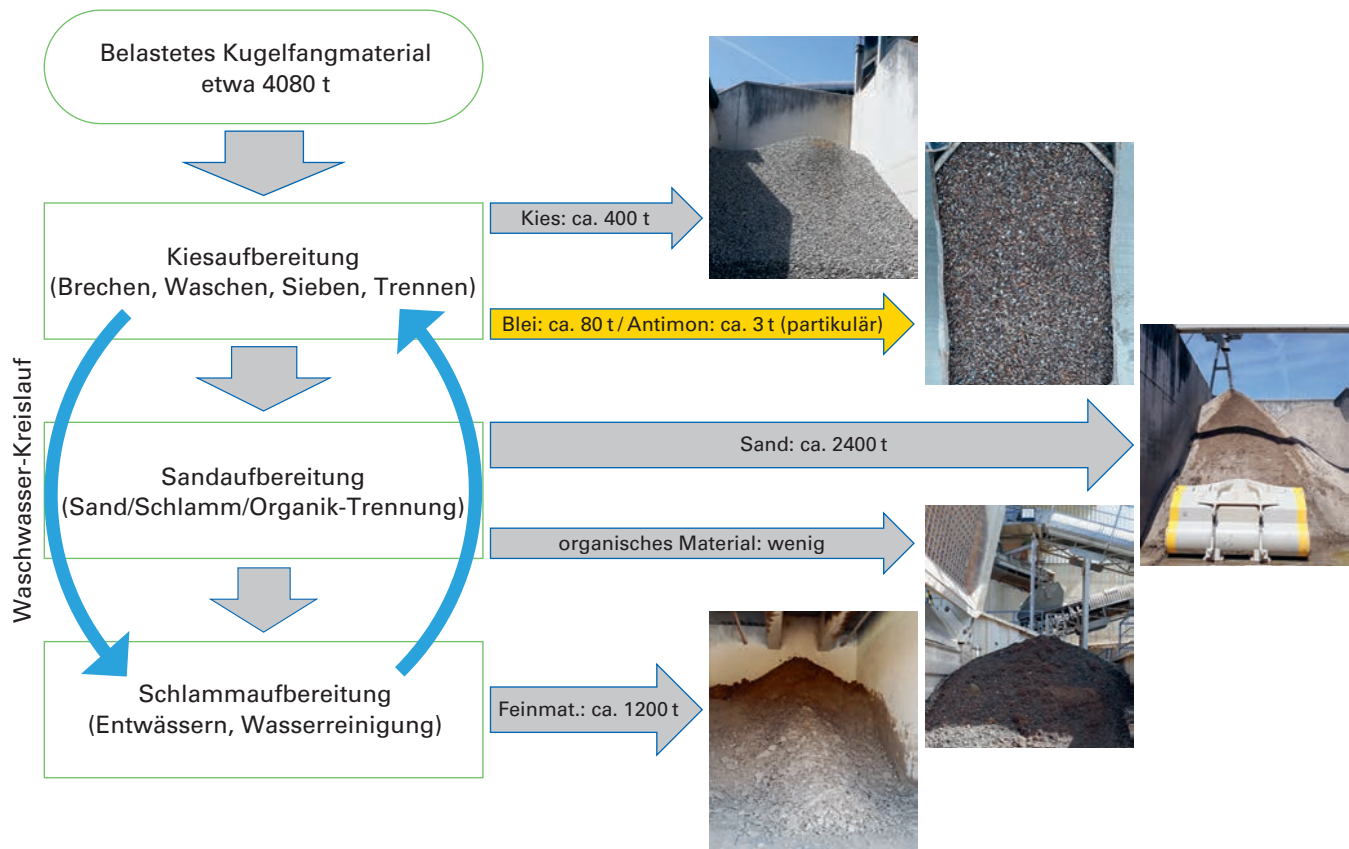 Belastetes Kugelfangmaterial
etwa 4080 t
Kiesaufbereitung
(Brechen, Waschen, Sieben, Trennen)
Kies: ca. 400 t
Blei: ca. 80 t / Antimon: ca. 3 t (partikulär)
Waschwasser-Kreislauf
Sandaufbereitung
(Sand/Schlamm/Organik-Trennung)
Sand: ca. 2400 t
organisches Material: wenig
Schlammaufbereitung
(Entwässern, Wasserreinigung)
Feinmat.: ca. 1200 t